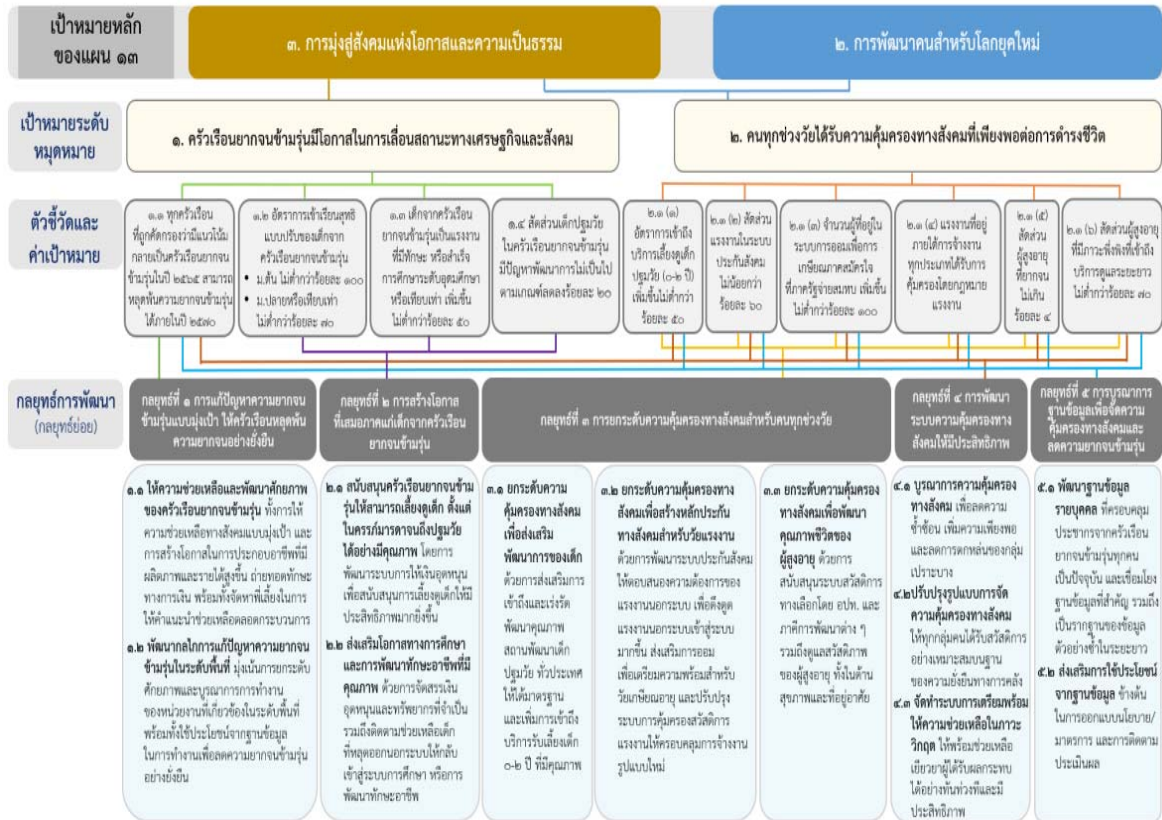 เป้าหมายหลัก
ของแผน ๑๓
๓. การมุ่งสู่สังคมแห่งโอกาสและความเป็นธรรม
๒. การพัฒนาคนสำหรับโลกยุคใหม่
เป้าหมายระดับ
หมุดหมาย
๑. ครัวเรือนยากจนข้ามรุ่นมีโอกาสในการเลื่อนสถานะทางเศรษฐกิจและสังคม
๒. คนทุกช่วงวัยได้รับความคุ้มครองทางสังคมที่เพียงพอต่อการดำรงชีวิต
ตัวชี้วัดและ
ค่าเป้าหมาย
๑.๑ ทุกครัวเรือน
ที่ถูกคัดกรองว่ามีแนวโน้ม
กลายเป็นครัวเรือนยากจน
ข้ามรุ่นในปี ๒๕๖๕ สามารถ
หลุดพ้นความยากจนข้ามรุ่น
ได้ภายในปี ๒๕๗๐
๑.๒ อัตราการเข้าเรียนสุทธิ
แบบปรับของเด็กจาก
ครัวเรือนยากจนข้ามรุ่น
• ม.ต้น ไม่ต่ำกว่าร้อยละ ๑๐๐
• ม.ปลายหรือเทียบเท่า
ไม่ต่ำกว่าร้อยละ ๗๐
๑.๓ เด็กจากครัวเรือน
ยากจนข้ามรุ่นเป็นแรงงาน
ที่มีทักษะ หรือสำเร็จ
การศึกษาระดับอุดมศึกษา
หรือเทียบเท่า เพิ่มขึ้น
ไม่ต่ำกว่าร้อยละ ๕๐
๑.๔ สัดส่วนเด็กปฐมวัย
ในครัวเรือนยากจนข้ามรุ่น
มีปัญหาพัฒนาการไม่เป็นไป
ตามเกณฑ์ลดลงร้อยละ ๒๐
๒.๑ (๑)
อัตราการเข้าถึง
บริการเลี้ยงดูเด็ก
ปฐมวัย (๐-๒ ปี)
เพิ่มขึ้นไม่ต่ำกว่า
ร้อยละ ๕๐
๒.๑ (๒) สัดส่วน
แรงงานในระบบ
ประกันสังคม
ไม่น้อยกว่า
ร้อยละ ๖๐
๒.๑ (๓) จำนวนผู้ที่อยู่ใน
ระบบการออมเพื่อการ
เกษียณภาคสมัครใจ
ที่ภาครัฐจ่ายสมทบ เพิ่มขึ้น
ไม่ต่ำกว่าร้อยละ ๑๐๐
๒.๑ (๔) แรงงานที่อยู่
ภายใต้การจ้างงาน
ทุกประเภทได้รับการ
คุ้มครองโดยกฎหมาย
แรงงาน
๒.๑ (๕)
สัดส่วน
ผู้สูงอายุ
ที่ยากจน
ไม่เกิน
ร้อยละ ๔
๒.๑ (๖) สัดส่วนผู้สูงอายุ
ที่มีภาวะพึ่งพิงที่เข้าถึง
บริการดูแลระยะยาว
ไม่ต่ำกว่าร้อยละ ๗๐
กลยุทธ์การพัฒนา
(กลยุทธ์ย่อย)
กลยุทธ์ที่ ๑ การแก้ปัญหาความยากจน
ข้ามรุ่นแบบมุ่งเป้า ให้ครัวเรือนหลุดพ้น
ความยากจนอย่างยั่งยืน
กลยุทธ์ที่ ๒ การสร้างโอกาส
ที่เสมอภาคแก่เด็กจากครัวเรือน
ยากจนข้ามรุ่น
กลยุทธ์ที่ ๓ การยกระดับความคุ้มครองทางสังคมสำหรับคนทุกช่วงวัย
กลยุทธ์ที่ ๔ การพัฒนา
ระบบความคุ้มครองทาง
สังคมให้มีประสิทธิภาพ
กลยุทธ์ที่ ๕ การบูรณาการ
ฐานข้อมูลเพื่อจัดความ
คุ้มครองทางสังคมและ
ลดความยากจนข้ามรุ่น
๑.๑ ให้ความช่วยเหลือและพัฒนาศักยภาพ
ของครัวเรือนยากจนข้ามรุ่น ทั้งการให้
ความช่วยเหลือทางสังคมแบบมุ่งเป้า และ
การสร้างโอกาสในการประกอบอาชีพที่มี
ผลิตภาพและรายได้สูงขึ้น ถ่ายทอดทักษะ
ทางการเงิน พร้อมทั้งจัดหาพี่เลี้ยงในการ
ให้คำแนะนำช่วยเหลือตลอดกระบวนการ
๑.๒ พัฒนากลไกการแก้ปัญหาความยากจน
ข้ามรุ่นในระดับพื้นที่ มุ่งเน้นการยกระดับ
ศักยภาพและบูรณาการการทำงาน
ของหน่วยงานที่เกี่ยวข้องในระดับพื้นที่
พร้อมทั้งใช้ประโยชน์จากฐานข้อมูล
ในการทำงานเพื่อลดความยากจนข้ามรุ่น
อย่างยั่งยืน
๒.๑ สนับสนุนครัวเรือนยากจนข้าม
รุ่นให้สามารถเลี้ยงดูเด็ก ตั้งแต่
ในครรภ์มารดาจนถึงปฐมวัย
ได้อย่างมีคุณภาพ โดยการ
พัฒนาระบบการให้เงินอุดหนุน
เพื่อสนับสนุนการเลี้ยงดูเด็กให้มี
ประสิทธิภาพมากยิ่งขึ้น
๒.๒ ส่งเสริมโอกาสทางการศึกษา
และการพัฒนาทักษะอาชีพที่มี
คุณภาพ ด้วยการจัดสรรเงิน
อุดหนุนและทรัพยากรที่จำเป็น
รวมถึงติดตามช่วยเหลือเด็ก
ที่หลุดออกนอกระบบให้กลับ
เข้าสู่ระบบการศึกษา หรือการ
พัฒนาทักษะอาชีพ
๓.๑ ยกระดับความ
คุ้มครองทางสังคม
เพื่อส่งเสริม
พัฒนาการของเด็ก
ด้วยการส่งเสริมการ
เข้าถึงและเร่งรัด
พัฒนาคุณภาพ
สถานพัฒนาเด็ก
ปฐมวัย ทั่วประเทศ
ให้ได้มาตรฐาน
และเพิ่มการเข้าถึง
บริการรับเลี้ยงเด็ก
๐-๒ ปี ที่มีคุณภาพ
๓.๒ ยกระดับความคุ้มครองทาง
สังคมเพื่อสร้างหลักประกัน
ทางสังคมสำหรับวัยแรงงาน
ด้วยการพัฒนาระบบประกันสังคม
ให้ตอบสนองความต้องการของ
แรงงานนอกระบบ เพื่อดึงดูด
แรงงานนอกระบบเข้าสู่ระบบ
มากขึ้น ส่งเสริมการออม
เพื่อเตรียมความพร้อมสำหรับ
วัยเกษียณอายุ และปรับปรุง
ระบบการคุ้มครองสวัสดิการ
แรงงานให้ครอบคลุมการจ้างงาน
รูปแบบใหม่
๓.๓ ยกระดับความคุ้มครอง
ทางสังคมเพื่อพัฒนา
คุณภาพชีวิตของ
ผู้สูงอายุ ด้วยการ
สนับสนุนระบบสวัสดิการ
ทางเลือกโดย อปท. และ
ภาคีการพัฒนาต่าง ๆ
รวมถึงดูแลสวัสดิภาพ
ของผู้สูงอายุ ทั้งในด้าน
สุขภาพและที่อยู่อาศัย
๔.๑ บูรณาการความคุ้มครอง
ทางสังคม เพื่อลดความ
ซ้ำซ้อน เพิ่มความเพียงพอ
และลดการตกหล่นของกลุ่ม
เปราะบาง
๔.๒ปรับปรุงรูปแบบการจัด
ความคุ้มครองทางสังคม
ให้ทุกกลุ่มคนได้รับสวัสดิการ
อย่างเหมาะสมบนฐาน
ของความยั่งยืนทางการคลัง
๔.๓ จัดทำระบบการเตรียมพร้อม
ให้ความช่วยเหลือในภาวะ
วิกฤต ให้พร้อมช่วยเหลือ
เยียวยาผู้ได้รับผลกระทบ
ได้อย่างทันท่วงทีและมี
ประสิทธิภาพ
๕.๑ พัฒนาฐานข้อมูล
รายบุคคล ที่ครอบคลุม
ประชากรจากครัวเรือน
ยากจนข้ามรุ่นทุกคน
เป็นปัจจุบัน และเชื่อมโยง
ฐานข้อมูลที่สำคัญ รวมถึง
เป็นรากฐานของข้อมูล
ตัวอย่างซ้ำในระยะยาว
๕.๒ ส่งเสริมการใช้ประโยชน์
จากฐานข้อมูล ข้างต้น
ในการออกแบบนโยบาย/
มาตรการ และการติดตาม
ประเมินผล